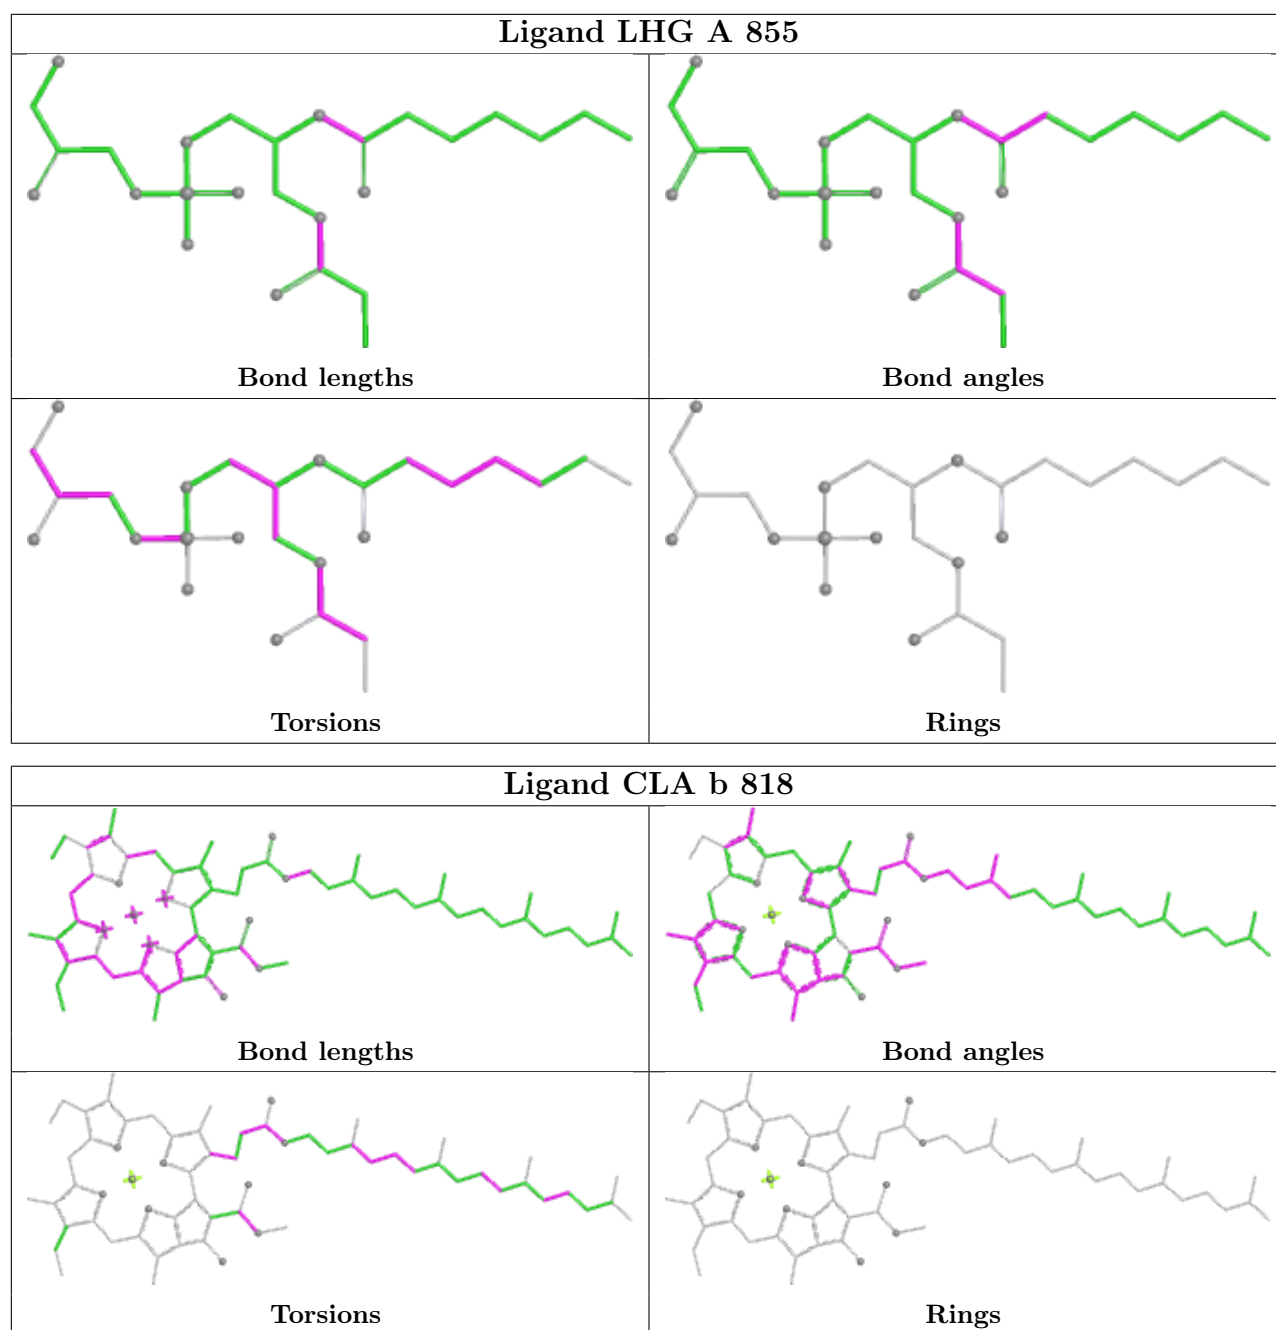 Ligand LHG A 855
Bond lengths
Bond angles
Torsions
Rings
Ligand CLA b 818
Bond lengths
Bond angles
Torsions
Rings